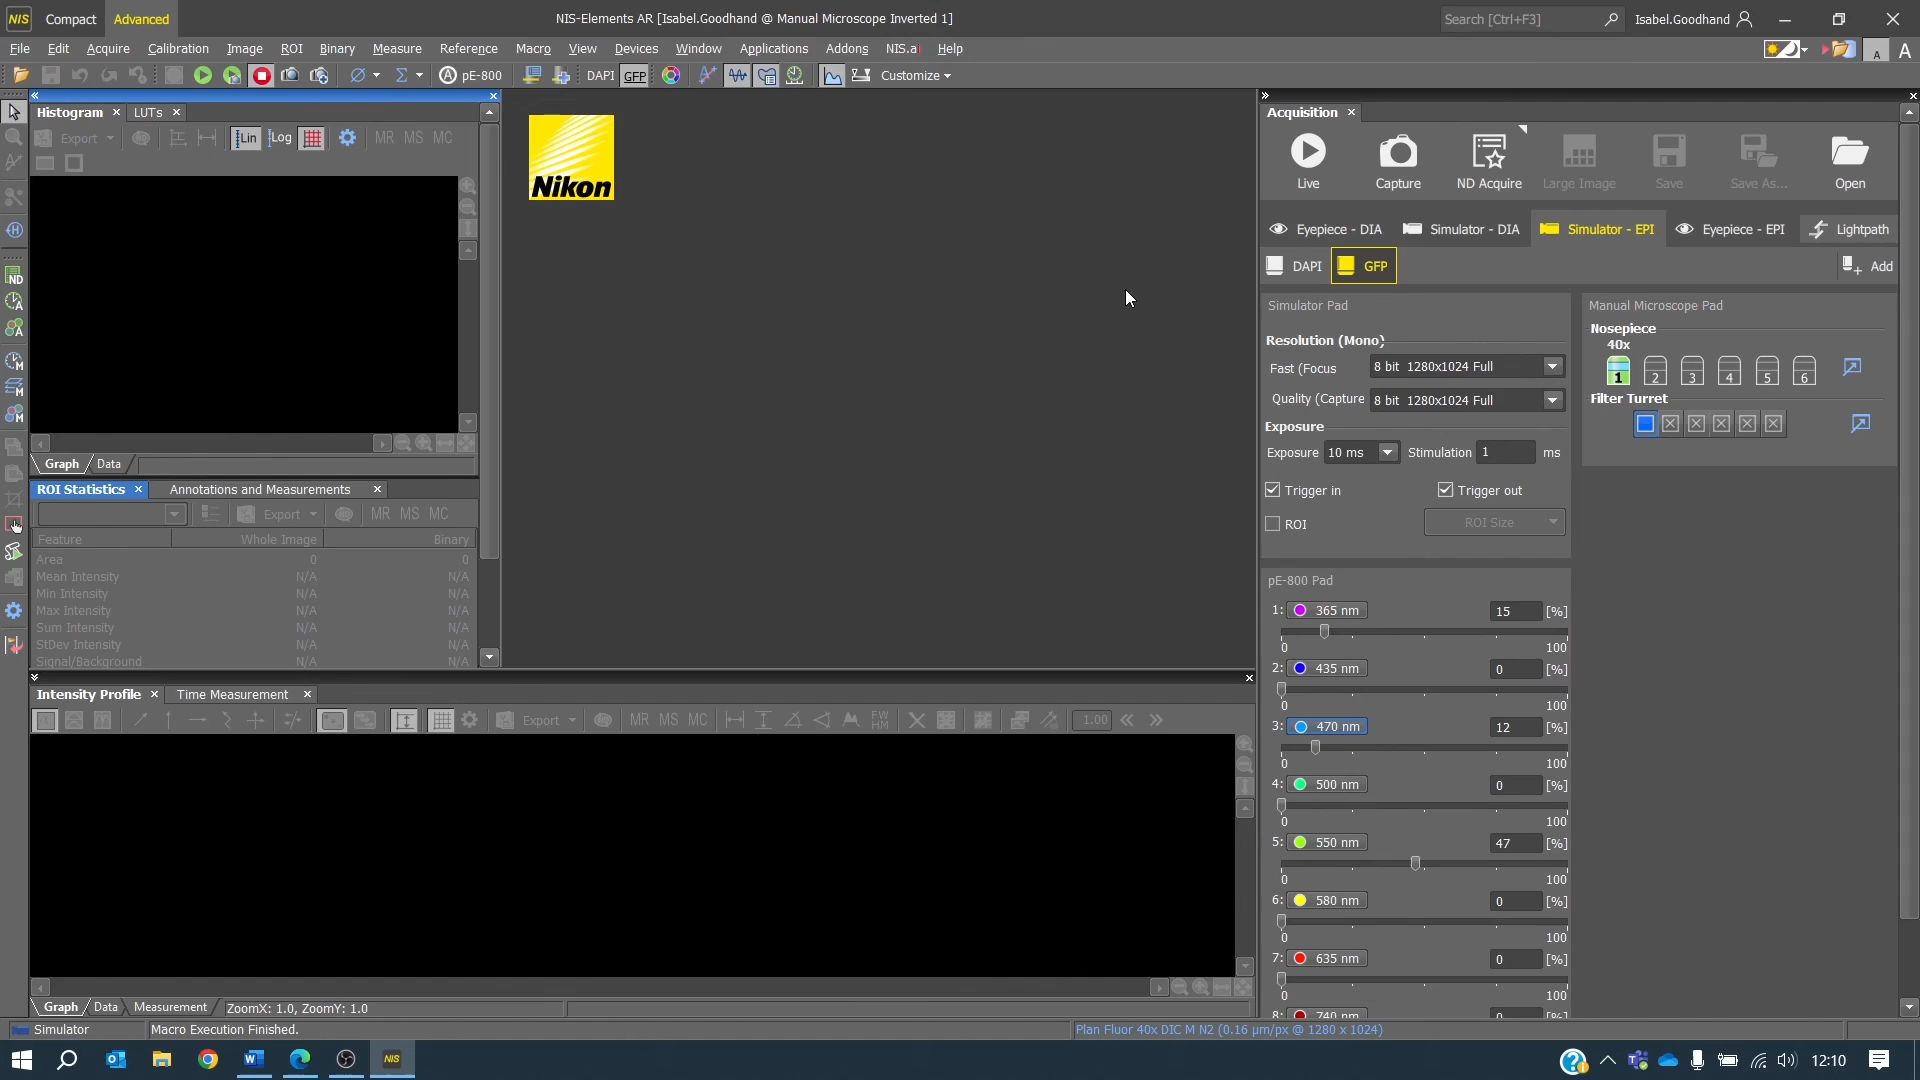 NIS Compact Advanced NIS-Elements AR [Isabel.Goodhand @ Manual Microscope Inverted 1] Search [Ctrl+F3] Isabel.Goodhand
File Edit Acquire Calibration Image ROI Binary Measure Reference Macro View Devices Window Applications Addons NIS.ai Help
pE-800 DAPI GFP Customize
Histogram LUTs
Export Lin Log MR MS MC
Graph Data
ROI Statistics Annotations and Measurements
Export MR MS MC
Feature Whole Image Binary
Area 0 0
Mean Intensity N/A N/A
Min Intensity N/A N/A
Max Intensity N/A N/A
Sum Intensity N/A N/A
StDev Intensity N/A N/A
Signal/Background N/A N/A
Nikon
Intensity Profile Time Measurement
Export MR MS MC FW HM 1.00
Graph Data Measurement ZoomX: 1.0, ZoomY: 1.0
Acquisition
Live Capture ND Acquire Large Image Save Save As... Open
Eyepiece - DIA Simulator - DIA Simulator - EPI Eyepiece - EPI Lightpath
DAPI GFP Add
Simulator Pad
Resolution (Mono)
Fast (Focus 8 bit 1280x1024 Full
Quality (Capture 8 bit 1280x1024 Full
Exposure
Exposure 10 ms Stimulation 1 ms
Trigger in Trigger out
ROI ROI Size
Manual Microscope Pad
Nosepiece
40x
1 2 3 4 5 6
Filter Turret
pE-800 Pad
1: 365 nm 15 [%]
0 100
2: 435 nm 0 [%]
0 100
3: 470 nm 12 [%]
0 100
4: 500 nm 0 [%]
0 100
5: 550 nm 47 [%]
0 100
6: 580 nm 0 [%]
0 100
7: 635 nm 0 [%]
0 100
8: 740 nm 0 [%]
Simulator Macro Execution Finished. Plan Fluor 40x DIC M N2 (0.16 µm/px @ 1280 x 1024)
NIS 12:10